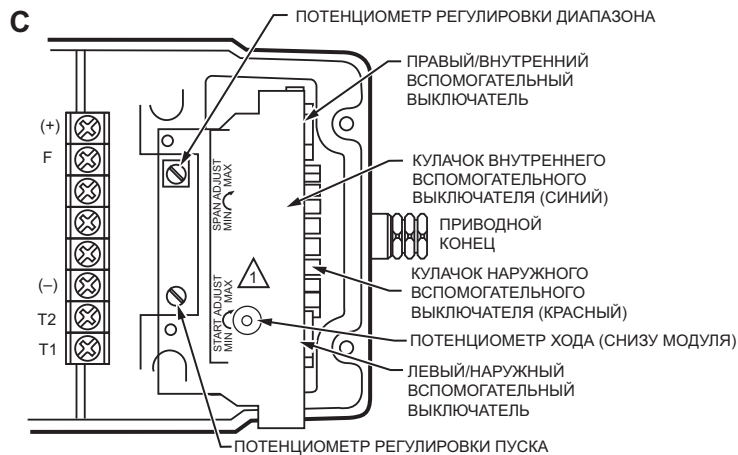 C
ПОТЕНЦИОМЕТР РЕГУЛИРОВКИ ДИАПАЗОНА
ПРАВЫЙ/ВНУТРЕННИЙ
ВСПОМОГАТЕЛЬНЫЙ
ВЫКЛЮЧАТЕЛЬ
(+)
F
КУЛАЧОК ВНУТРЕННЕГО
ВСПОМОГАТЕЛЬНОГО
ВЫКЛЮЧАТЕЛЯ (СИНИЙ)
SPAN ADJUST
MIN MAX
ПРИВОДНОЙ
КОНЕЦ
1
КУЛАЧОК НАРУЖНОГО
ВСПОМОГАТЕЛЬНОГО
ВЫКЛЮЧАТЕЛЯ (КРАСНЫЙ)
(–)
T2
T1
START ADJUST
MIN MAX
ПОТЕНЦИОМЕТР ХОДА (СНИЗУ МОДУЛЯ)
ЛЕВЫЙ/НАРУЖНЫЙ
ВСПОМОГАТЕЛЬНЫЙ
ВЫКЛЮЧАТЕЛЬ
ПОТЕНЦИОМЕТР РЕГУЛИРОВКИ ПУСКА